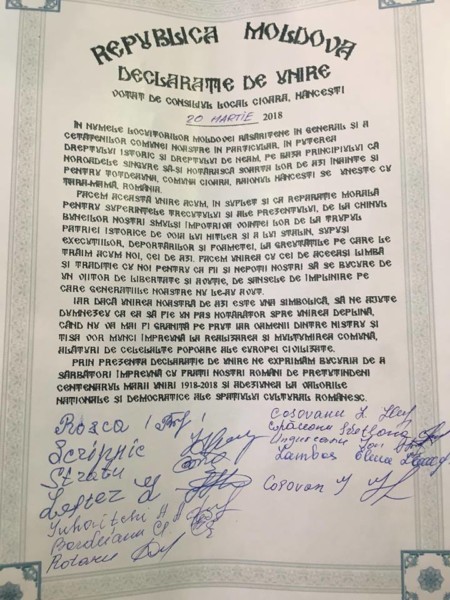 REPUBLICA MOLDOVA
DECLARAȚIE DE UNIRE
VOTAT DE CONSILIUL LOCAL CIOARA, HÂNCEȘTI
20 MARTIE 2018
ÎN NUMELE LOCUITORILOR MOLDOVEI RĂSĂRITENE ÎN GENERAL ȘI A
CETĂȚENILOR COMUNEI NOASTRE ÎN PARTICULAR, ÎN PUTEREA
DREPTULUI ISTORIC ȘI DREPTULUI DE NEAM, PE BAZA PRINCIPIULUI CĂ
NOROADELE SINGURE SĂ-ȘI HOTĂRASCĂ SOARTA LOR DE AZI ÎNAINTE ȘI
PENTRU TOTDEAUNA, COMUNA CIOARA, RAIONUL HÂNCEȘTI SE UNEȘTE CU
ȚARA-MAMĂ, ROMÂNIA.
FACEM ACEASTĂ UNIRE ACUM, ÎN SUFLET ȘI CA REPARAȚIE MORALĂ
PENTRU SUFERINȚELE TRECUTULUI ȘI ALE PREZENTULUI, DE LA CHINUL
BUNEILOR NOȘTRI SMULȘI ÎMPOTRIVA VOINȚEI LOR DE LA TRUPUL
PATRIEI ISTORICE DE VOIA LUI HITLER ȘI A LUI STALIN, SUPUȘI
EXECUȚIILOR, DEPORTĂRILOR ȘI FOAMETEI, LA GREUTĂȚILE PE CARE LE
TRĂIM ACUM NOI, CEI DE AZI. FACEM UNIREA CU CEI DE ACEEAȘI LIMBĂ
ȘI TRADIȚIE CU NOI PENTRU CA FII ȘI NEPOȚII NOȘTRI SĂ SE BUCURE DE
UN VIITOR DE LIBERTATE ȘI AVUȚIE, DE ȘANSELE DE ÎMPLINIRE PE
CARE GENERAȚIILE NOASTRE NU LE-AU AVUT.
IAR DACĂ UNIREA NOASTRĂ DE AZI ESTE UNA SIMBOLICĂ, SĂ NE AJUTE
DUMNEZEU CA EA SĂ FIE UN PAS HOTĂRÂTOR SPRE UNIREA DEPLINĂ,
CÂND NU VA MAI FI GRANIȚĂ PE PRUT IAR OAMENII DINTRE NISTRU ȘI
TISA VOR MUNCI ÎMPREUNĂ LA REALIZAREA ȘI MULȚUMIREA COMUNĂ,
ALĂTURI DE CELELALTE POPOARE ALE EUROPEI CIVILIZATE.
PRIN PREZENTA DECLARAȚIE DE UNIRE NE EXPRIMĂM BUCURIA DE A
SĂRBĂTORI ÎMPREUNĂ CU FRAȚII NOȘTRI ROMÂNI DE PRETUTINDENI
CENTENARUL MARII UNIRI 1918-2018 ȘI ADEZIUNEA LA VALORILE
NAȚIONALE ȘI DEMOCRATICE ALE SPAȚIULUI CULTURAL ROMÂNESC.
Roșca
Scripnic
Stratu
Lefter
Bordeianu
Rotaru
Cosovanu I
Ungureanu Ion
Lambos Elena
Cosovan